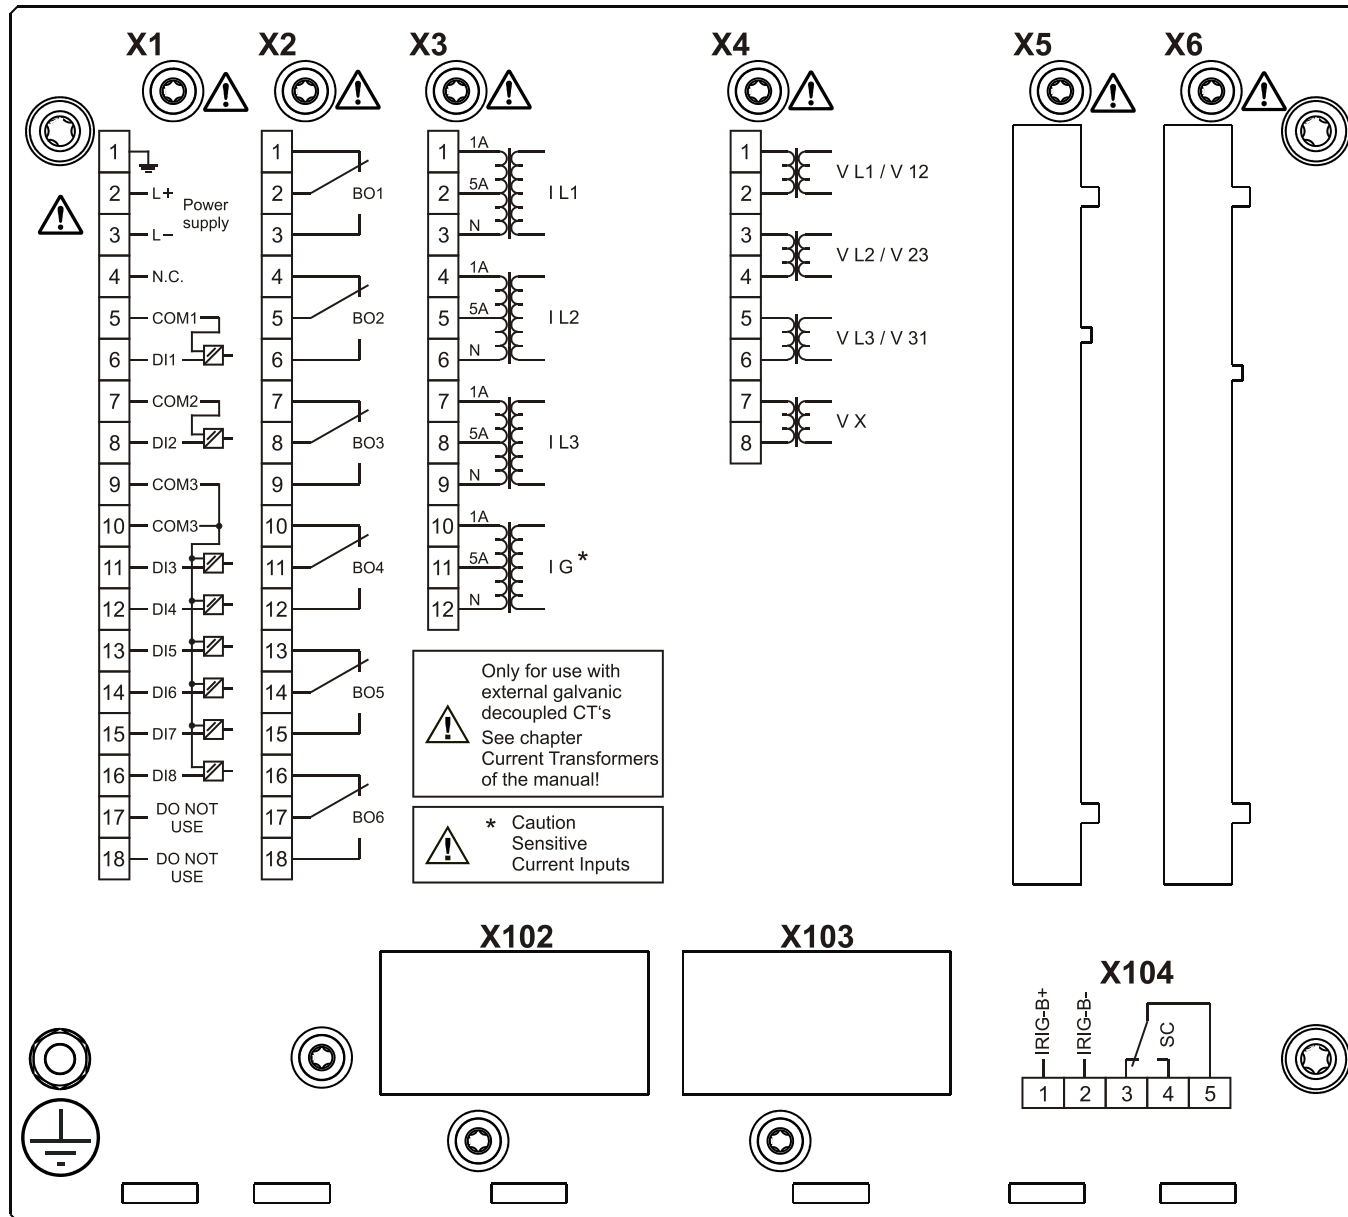 X1
X2
X3
X4
X5
X6
1
2 L+
Power
supply
3 L−
4 N.C.
5 COM1
6 DI1
7 COM2
8 DI2
9 COM3
10 COM3
11 DI3
12 DI4
13 DI5
14 DI6
15 DI7
16 DI8
17 DO NOT
USE
18 DO NOT
USE
1
2 BO1
3
4
5 BO2
6
7
8 BO3
9
10
11 BO4
12
13
14 BO5
15
16
17 BO6
18
1 1A
2 5A I L1
3 N
4 1A
5 5A I L2
6 N
7 1A
8 5A I L3
9 N
10 1A
11 5A I G *
12 N
Only for use with
external galvanic
decoupled CT‘s
See chapter
Current Transformers
of the manual!
* Caution
Sensitive
Current Inputs
1
V L1 / V 12
2
3
V L2 / V 23
4
5
V L3 / V 31
6
7
V X
8
X102
X103
X104
IRIG-B+
IRIG-B-
SC
1 2 3 4 5